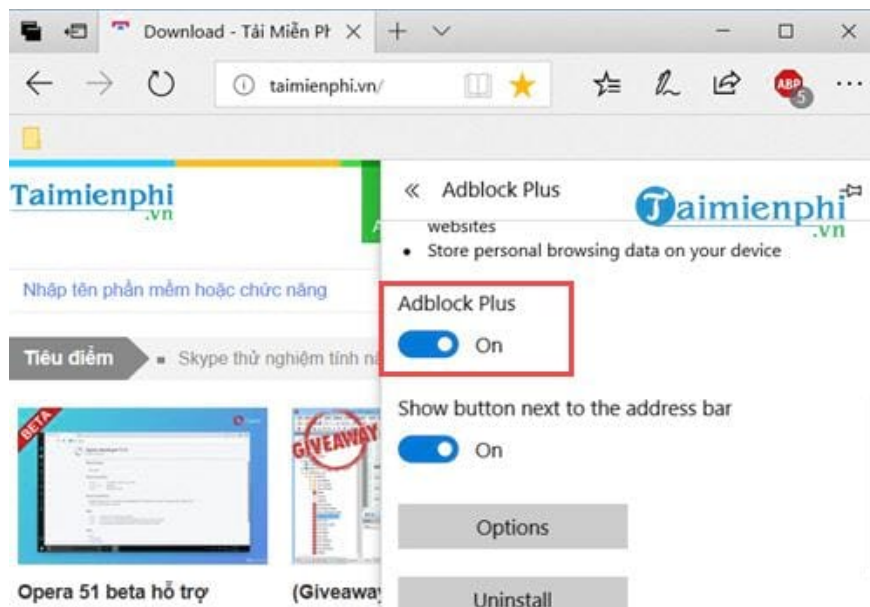 Download - Tải Miễn Ph
taimienphi.vn/
ABP
5
Taimienphi
.vn
Adblock Plus
Taimienphi
.vn
websites
• Store personal browsing data on your device
Nhập tên phần mềm hoặc chức năng
Adblock Plus
On
Tiêu điểm
Skype thử nghiệm tính n
Show button next to the address bar
On
BETA
GIVEAWAY
Options
Opera 51 beta hỗ trợ
(Giveaway
Uninstall